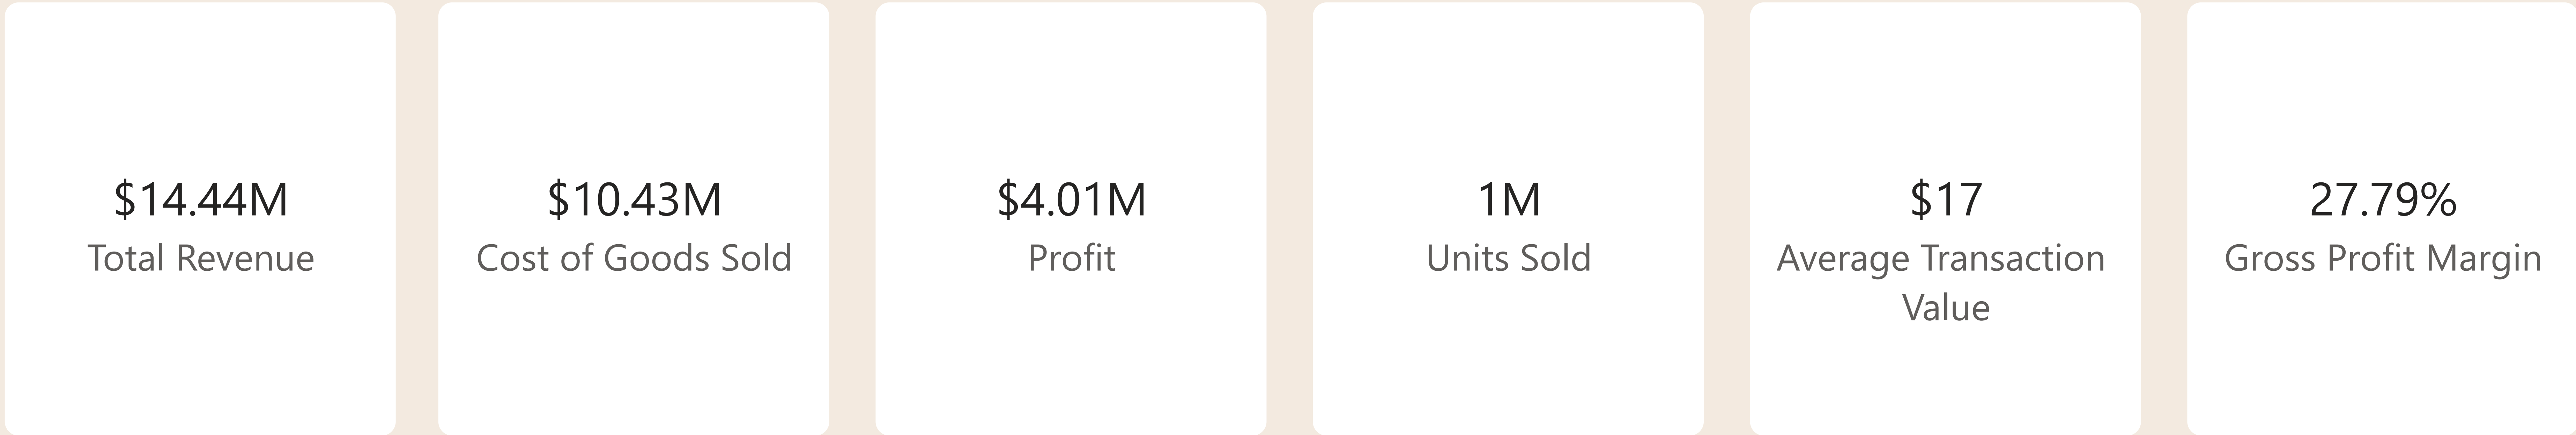 $14.44M
Total Revenue
$10.43M
Cost of Goods Sold
$4.01M
Profit
1M
Units Sold
$17
Average Transaction
Value
27.79%
Gross Profit Margin